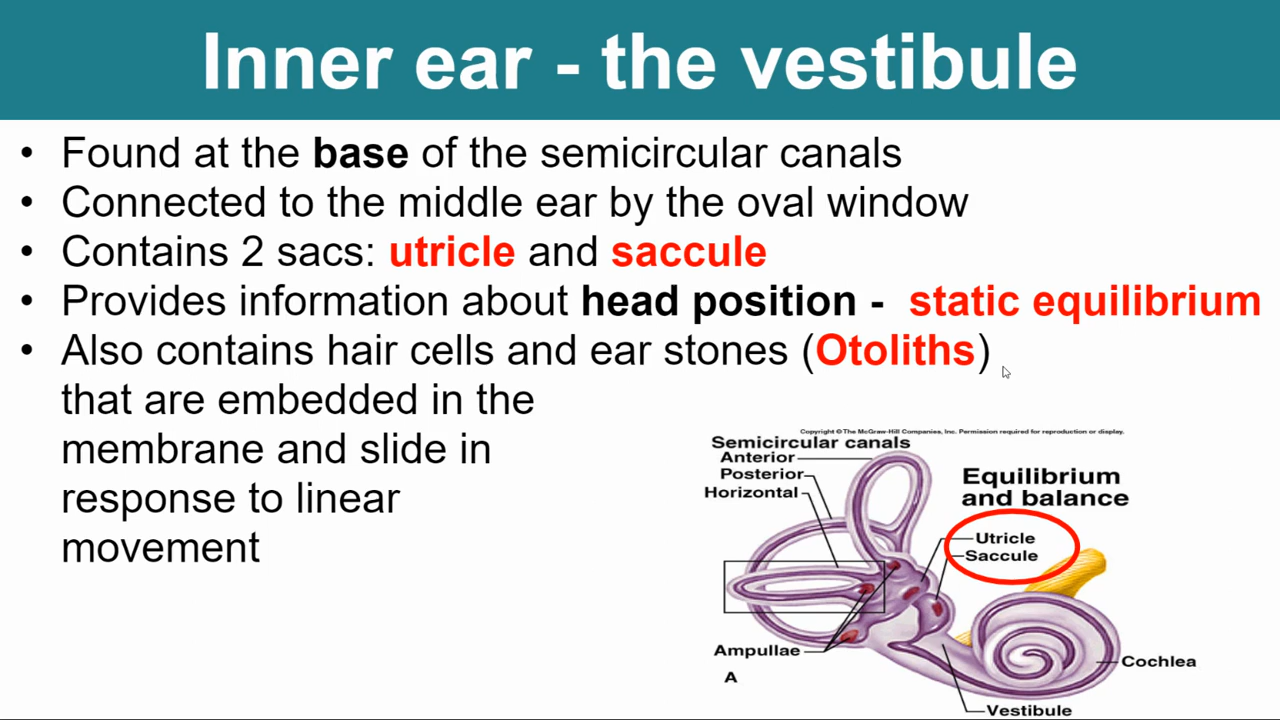 Inner ear - the vestibule
• Found at the base of the semicircular canals
• Connected to the middle ear by the oval window
• Contains 2 sacs: utricle and saccule
• Provides information about head position - static equilibrium
• Also contains hair cells and ear stones (Otoliths)
that are embedded in the
membrane and slide in
response to linear
movement
Copyright © The McGraw-Hill Companies, Inc. Permission required for reproduction or display.
Semicircular canals
Anterior
Posterior
Horizontal
Equilibrium
and balance
Utricle
Saccule
Ampullae
Cochlea
A
Vestibule